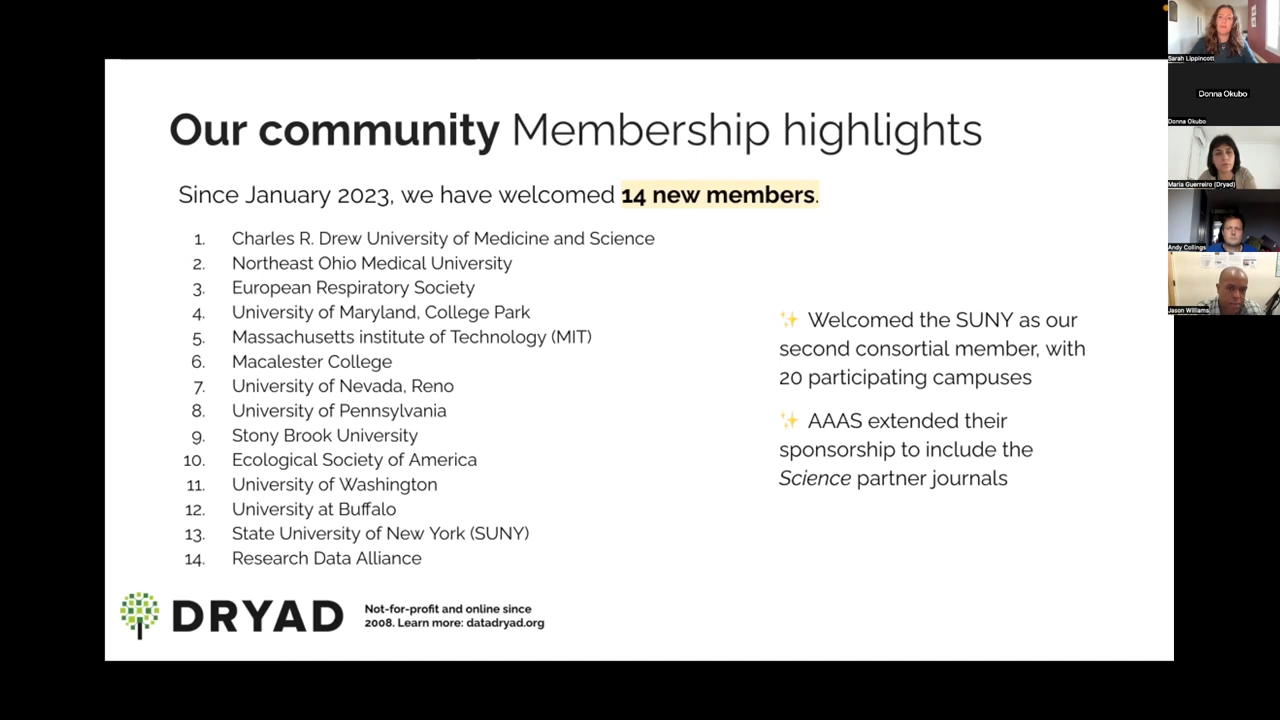 Our community Membership highlights
Since January 2023, we have welcomed 14 new members.
1. Charles R. Drew University of Medicine and Science
2. Northeast Ohio Medical University
3. European Respiratory Society
4. University of Maryland, College Park
5. Massachusetts institute of Technology (MIT)
6. Macalester College
7. University of Nevada, Reno
8. University of Pennsylvania
9. Stony Brook University
10. Ecological Society of America
11. University of Washington
12. University at Buffalo
13. State University of New York (SUNY)
14. Research Data Alliance
✨ Welcomed the SUNY as our
second consortial member, with
20 participating campuses
✨ AAAS extended their
sponsorship to include the
Science partner journals
DRYAD
Not-for-profit and online since
2008. Learn more: datadryad.org
Sarah Lippincott
Donna Okubo
Donna Okubo
Maria Guerreiro (Dryad)
Andy Collings
Jason Williams